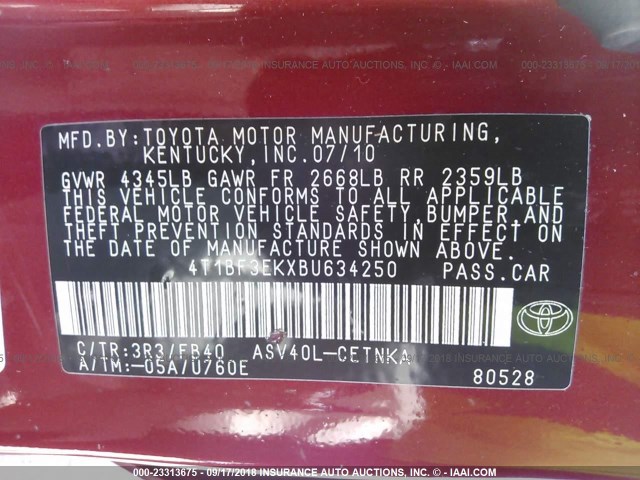 MFD.BY:TOYOTA MOTOR MANUFACTURING,
KENTUCKY,INC.07/10
GVWR 4345LB GAWR FR 2668LB RR 2359LB
THIS VEHICLE CONFORMS TO ALL APPLICABLE
FEDERAL MOTOR VEHICLE SAFETY,BUMPER,AND
THEFT PREVENTION STANDARDS IN EFFECT ON
THE DATE OF MANUFACTURE SHOWN ABOVE.
4T1BF3EKXBU634250 PASS.CAR
C/TR:3R3/FB40 ASV40L-CETNKA
A/TM:-05A/U760E
80528
000-23313675 - 09/17/2018 - INSURANCE AUTO AUCTIONS, INC. - © - IAAI.COM